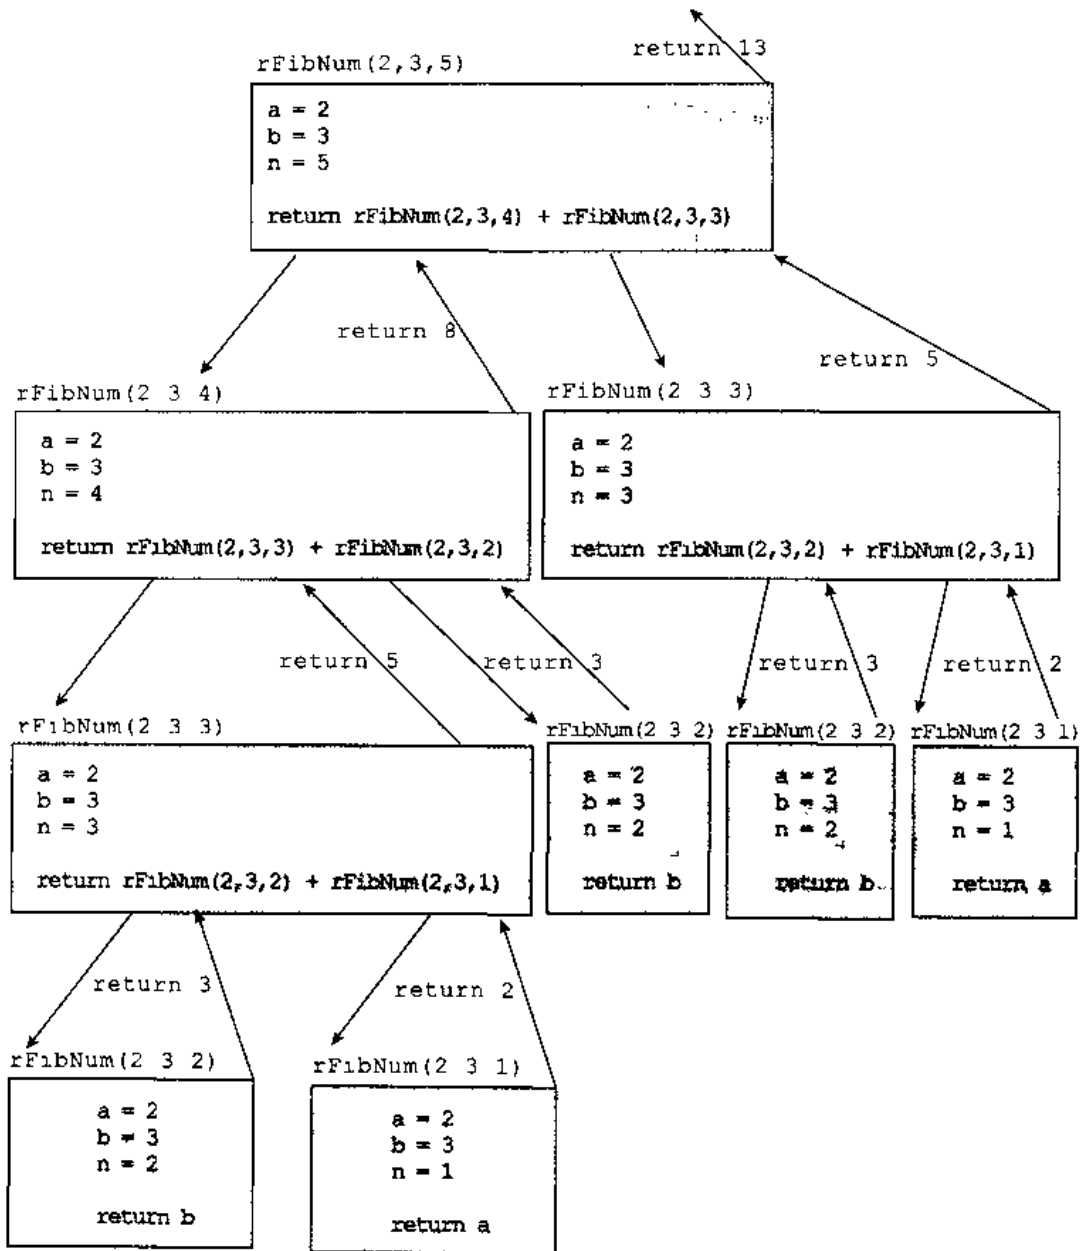 return 13
rFibNum(2,3,5)
a = 2
b = 3
n = 5
return rFibNum(2,3,4) + rFibNum(2,3,3)
return 8
return 5
rFibNum(2 3 4)
rFibNum(2 3 3)
a = 2
b = 3
n = 4
return rFibNum(2,3,3) + rFibNum(2,3,2)
a = 2
b = 3
n = 3
return rFibNum(2,3,2) + rFibNum(2,3,1)
return 5
return 3
return 3
return 2
rFibNum(2 3 3)
rFibNum(2 3 2)
rFibNum(2 3 2)
rFibNum(2 3 1)
a = 2
b = 3
n = 3
return rFibNum(2,3,2) + rFibNum(2,3,1)
a = 2
b = 3
n = 2
return b
a = 2
b = 3
n = 2
return b
a = 2
b = 3
n = 1
return a
return 3
return 2
rFibNum(2 3 2)
rFibNum(2 3 1)
a = 2
b = 3
n = 2
return b
a = 2
b = 3
n = 1
return a